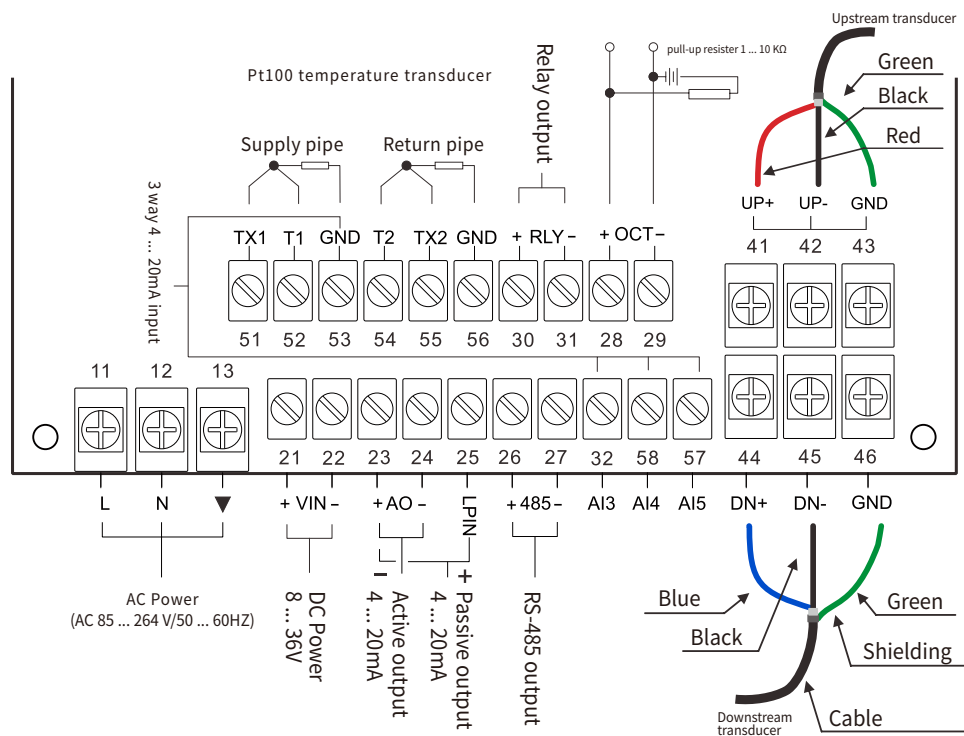 Upstream transducer
pull-up resister 1 ... 10 KΩ
Green
Black
Red
Relay output
Pt100 temperature transducer
Supply pipe
Return pipe
3 way 4 ... 20mA input
UP+ UP- GND
41 42 43
TX1 T1 GND T2 TX2 GND + RLY − + OCT −
51 52 53 54 55 56 30 31 28 29
11 12 13
21 22 23 24 25 26 27 32 58 57 44 45 46
L N ▼ + VIN − + AO − LPIN + 485 − AI3 AI4 AI5 DN+ DN- GND
AC Power
(AC 85 ... 264 V/50 ... 60HZ)
DC Power
8 ... 36V
−
Active output
4 ... 20mA
+
Passive output
4 ... 20mA
RS-485 output
Blue
Black
Green
Shielding
Cable
Downstream
transducer